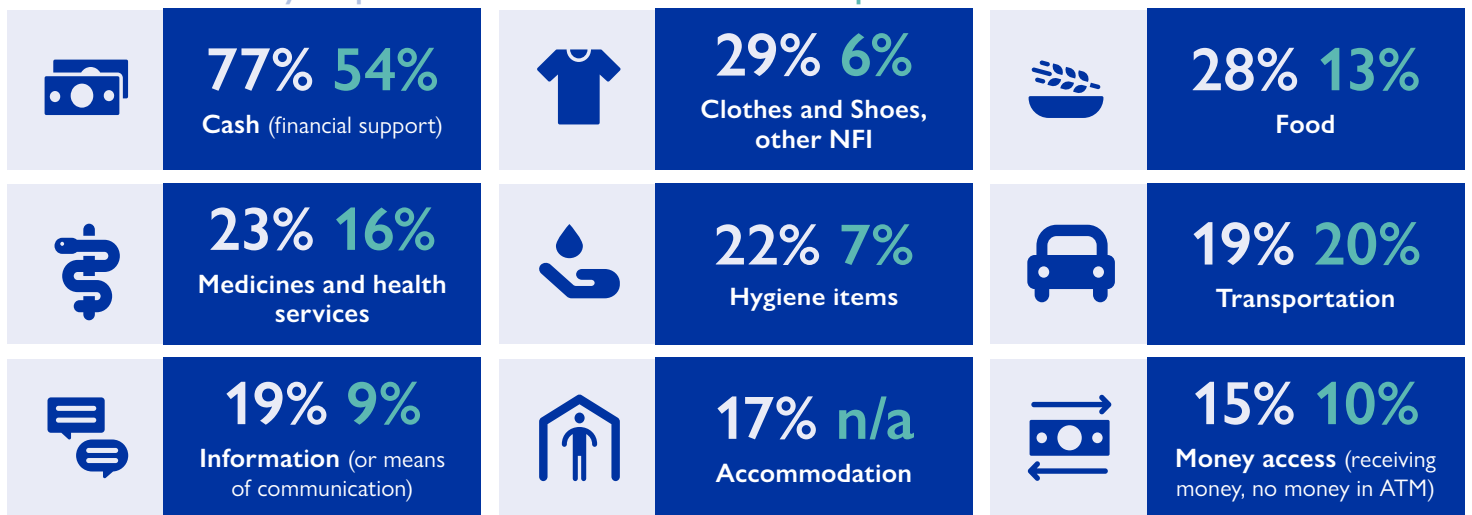 77% 54%
Cash (financial support)
29% 6%
Clothes and Shoes,
other NFI
28% 13%
Food
23% 16%
Medicines and health
services
22% 7%
Hygiene items
19% 20%
Transportation
19% 9%
Information (or means
of communication)
17% n/a
Accommodation
15% 10%
Money access (receiving
money, no money in ATM)